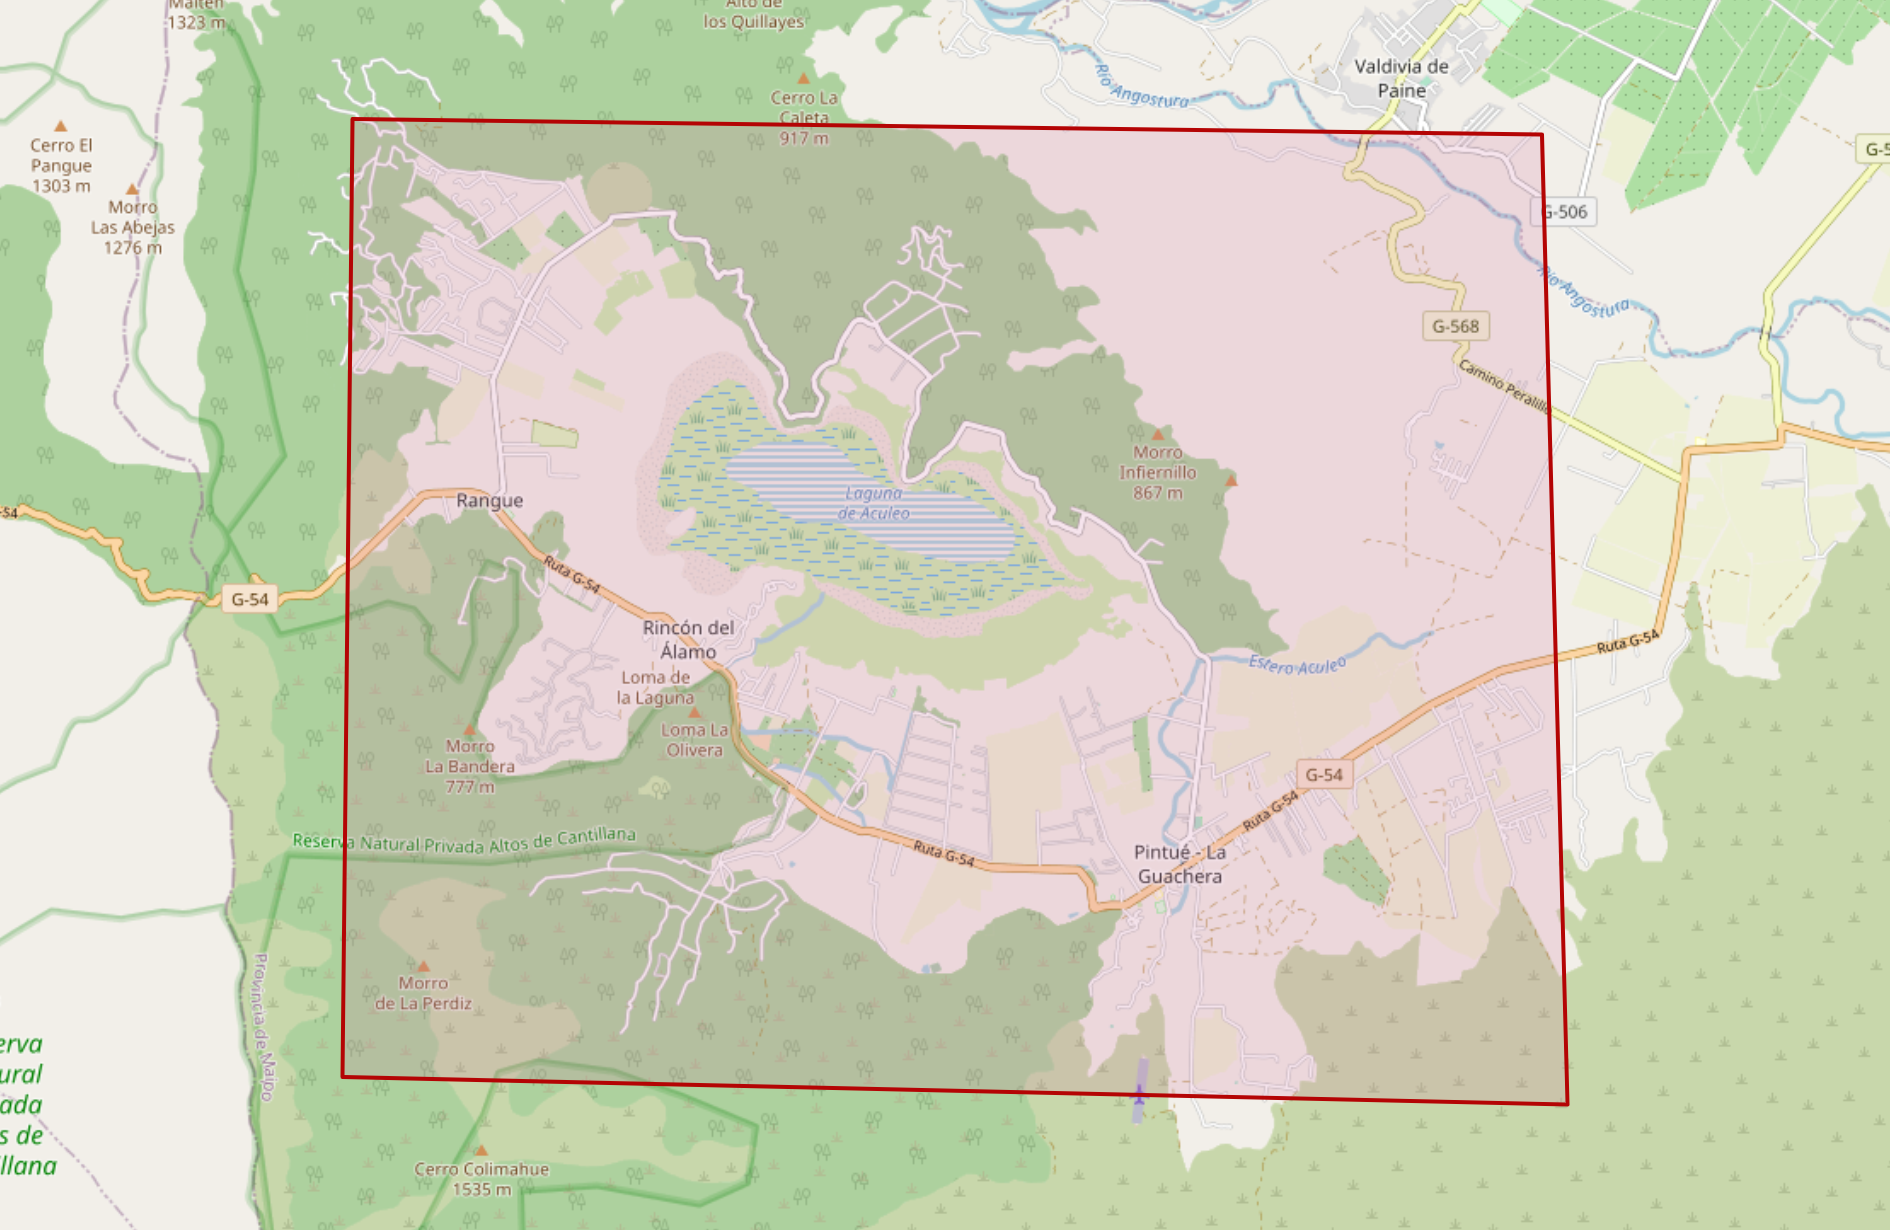 Maitén
1323 m
Alto de
los Quillayes
Cerro La
Caleta
917 m
Río Angostura
Valdivia de
Paine
Cerro El
Pangue
1303 m
Morro
Las Abejas
1276 m
G-5
G-506
Río Angostura
G-568
Camino Peralillo
Morro
Infiernillo
867 m
Laguna
de Aculeo
Rangue
-54
G-54
Ruta G-54
Rincón del
Álamo
Loma de
la Laguna
Loma La
Olivera
Estero Aculeo
Ruta G-54
Morro
La Bandera
777 m
G-54
Ruta G-54
Reserva Natural Privada Altos de Cantillana
Ruta G-54
Pintué - La
Guachera
Morro
de La Perdiz
Provincia de Maipo
erva
ural
ada
s de
illana
Cerro Colimahue
1535 m